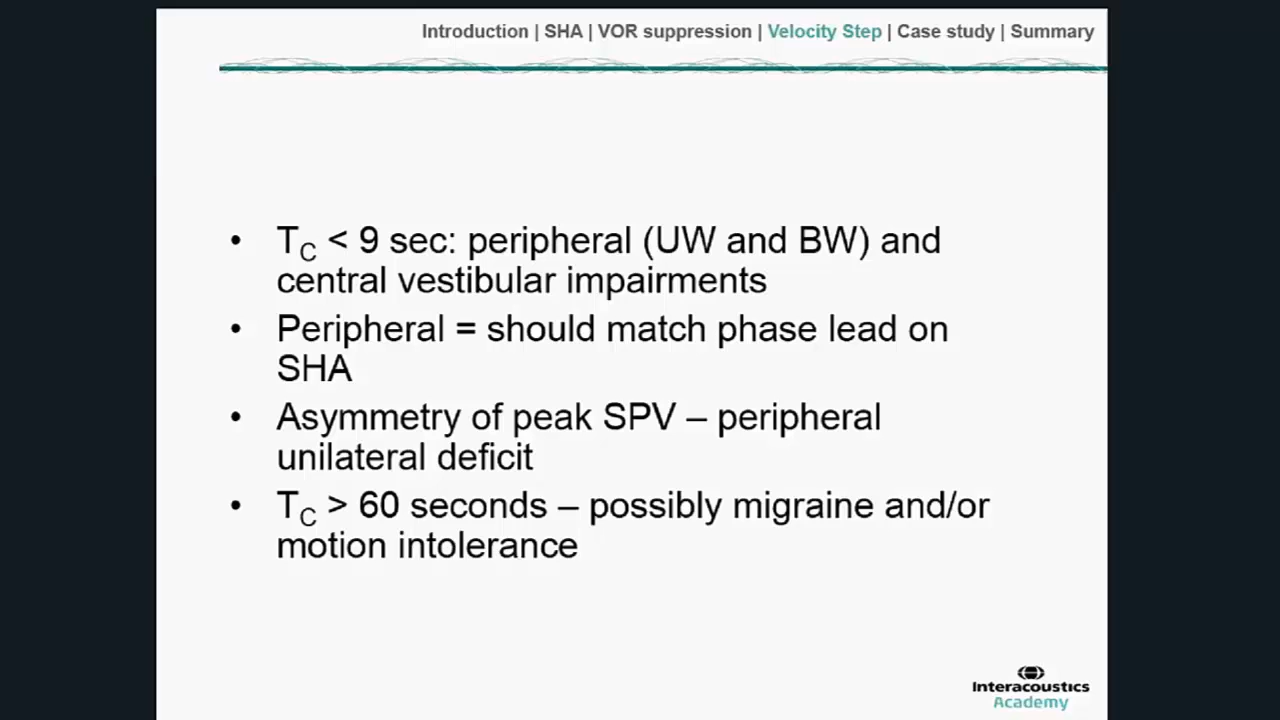 Introduction | SHA | VOR suppression | Velocity Step | Case study | Summary
• TC < 9 sec: peripheral (UW and BW) and
central vestibular impairments
• Peripheral = should match phase lead on
SHA
• Asymmetry of peak SPV – peripheral
unilateral deficit
• TC > 60 seconds – possibly migraine and/or
motion intolerance
Interacoustics
Academy